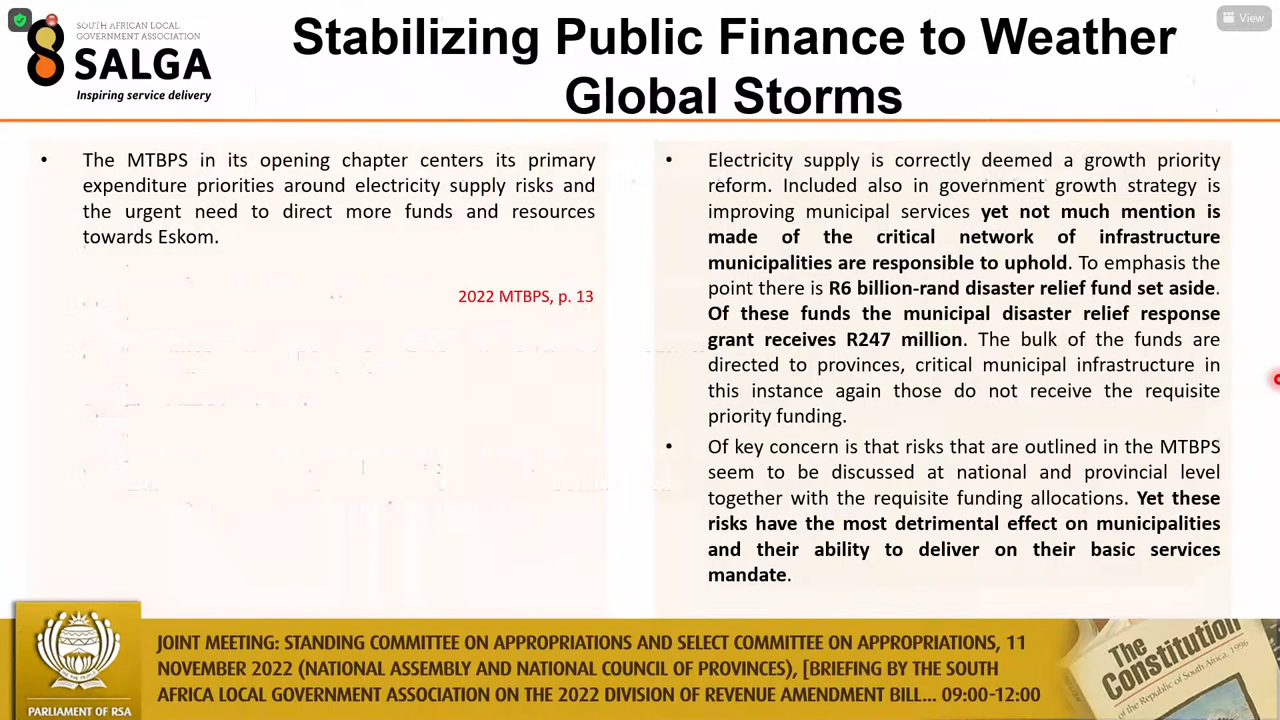 SOUTH AFRICAN LOCAL
GOVERNMENT ASSOCIATION
SALGA
Inspiring service delivery
Stabilizing Public Finance to Weather
Global Storms
View
• The MTBPS in its opening chapter centers its primary
expenditure priorities around electricity supply risks and
the urgent need to direct more funds and resources
towards Eskom.
2022 MTBPS, p. 13
• Electricity supply is correctly deemed a growth priority
reform. Included also in government growth strategy is
improving municipal services yet not much mention is
made of the critical network of infrastructure
municipalities are responsible to uphold. To emphasis the
point there is R6 billion-rand disaster relief fund set aside.
Of these funds the municipal disaster relief response
grant receives R247 million. The bulk of the funds are
directed to provinces, critical municipal infrastructure in
this instance again those do not receive the requisite
priority funding.
• Of key concern is that risks that are outlined in the MTBPS
seem to be discussed at national and provincial level
together with the requisite funding allocations. Yet these
risks have the most detrimental effect on municipalities
and their ability to deliver on their basic services
mandate.
PARLIAMENT OF RSA
JOINT MEETING: STANDING COMMITTEE ON APPROPRIATIONS AND SELECT COMMITTEE ON APPROPRIATIONS, 11
NOVEMBER 2022 (NATIONAL ASSEMBLY AND NATIONAL COUNCIL OF PROVINCES), [BRIEFING BY THE SOUTH
AFRICA LOCAL GOVERNMENT ASSOCIATION ON THE 2022 DIVISION OF REVENUE AMENDMENT BILL... 09:00-12:00
The
Constitution
of the Republic of South Africa, 1996